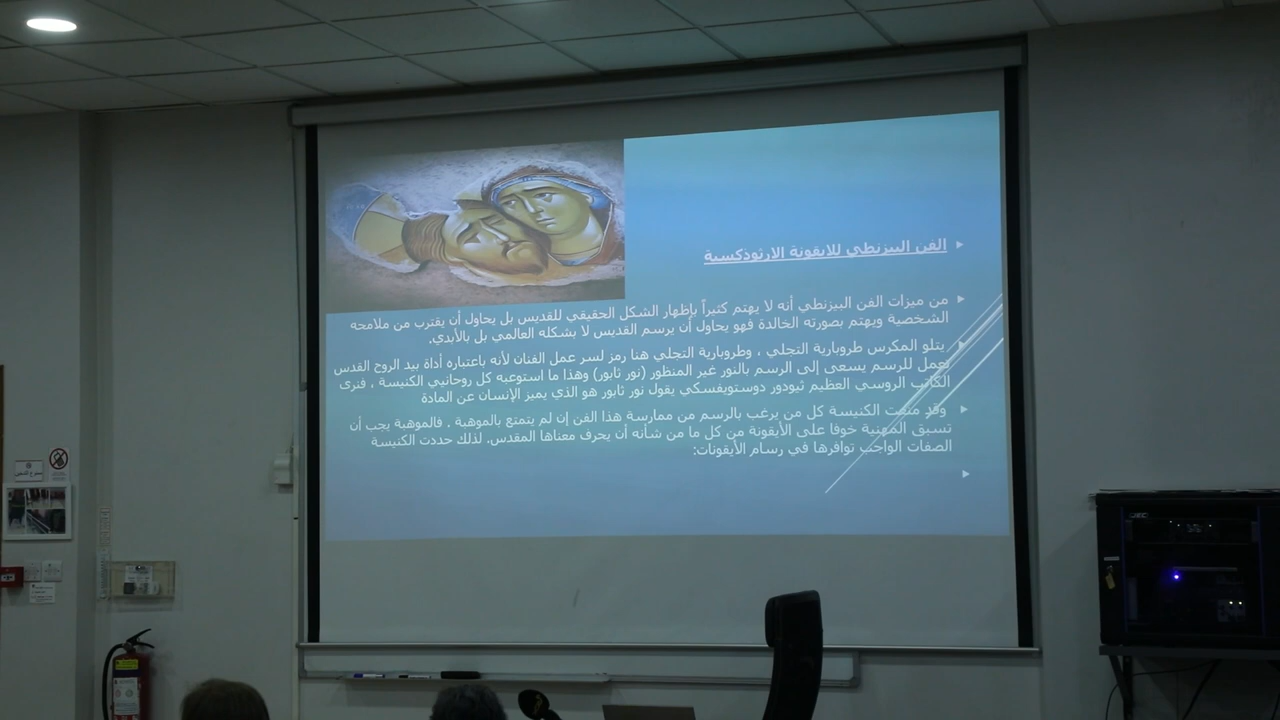 الفن البيزنطي للايقونة الارثوذكسية
من ميزات الفن البيزنطي أنه لا يهتم كثيراً بإظهار الشكل الحقيقي للقديس بل يحاول أن يقترب من ملامحه
الشخصية ويهتم بصورته الخالدة فهو يحاول أن يرسم القديس لا بشكله العالمي بل بالأبدي.
يتلو المكرس طروبارية التجلي ، وطروبارية التجلي هنا رمز لسر عمل الفنان لأنه باعتباره أداة بيد الروح القدس
تعمل للرسم يسعى إلى الرسم بالنور غير المنظور (نور ثابور) وهذا ما استوعبه كل روحانيي الكنيسة ، فنرى
الكاتب الروسي العظيم ثيودور دوستويفسكي يقول نور ثابور هو الذي يميز الإنسان عن المادة
وقد منعت الكنيسة كل من يرغب بالرسم من ممارسة هذا الفن إن لم يتمتع بالموهبة ، فالموهبة يجب أن
تسبق المهنية خوفا على الأيقونة من كل ما من شأنه أن يحرف معناها المقدس. لذلك حددت الكنيسة
الصفات الواجب توافرها في رسام الأيقونات: